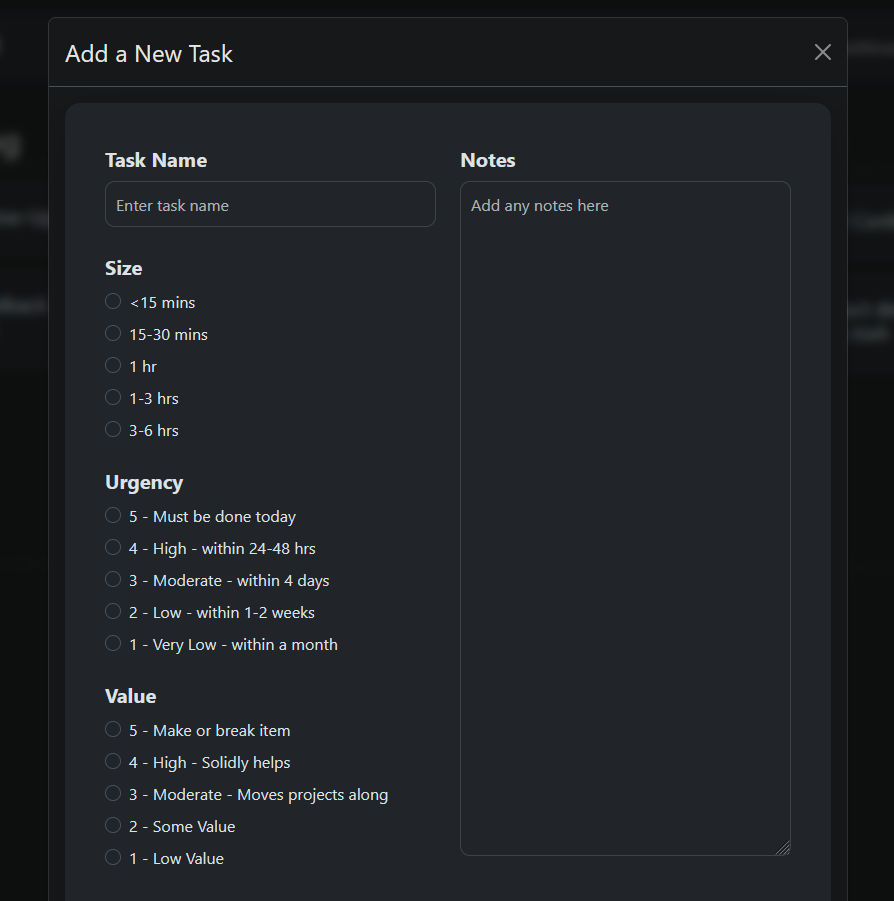 Add a New Task
Task Name
Enter task name
Size
<15 mins
15-30 mins
1 hr
1-3 hrs
3-6 hrs
Urgency
5 - Must be done today
4 - High - within 24-48 hrs
3 - Moderate - within 4 days
2 - Low - within 1-2 weeks
1 - Very Low - within a month
Value
5 - Make or break item
4 - High - Solidly helps
3 - Moderate - Moves projects along
2 - Some Value
1 - Low Value
Notes
Add any notes here